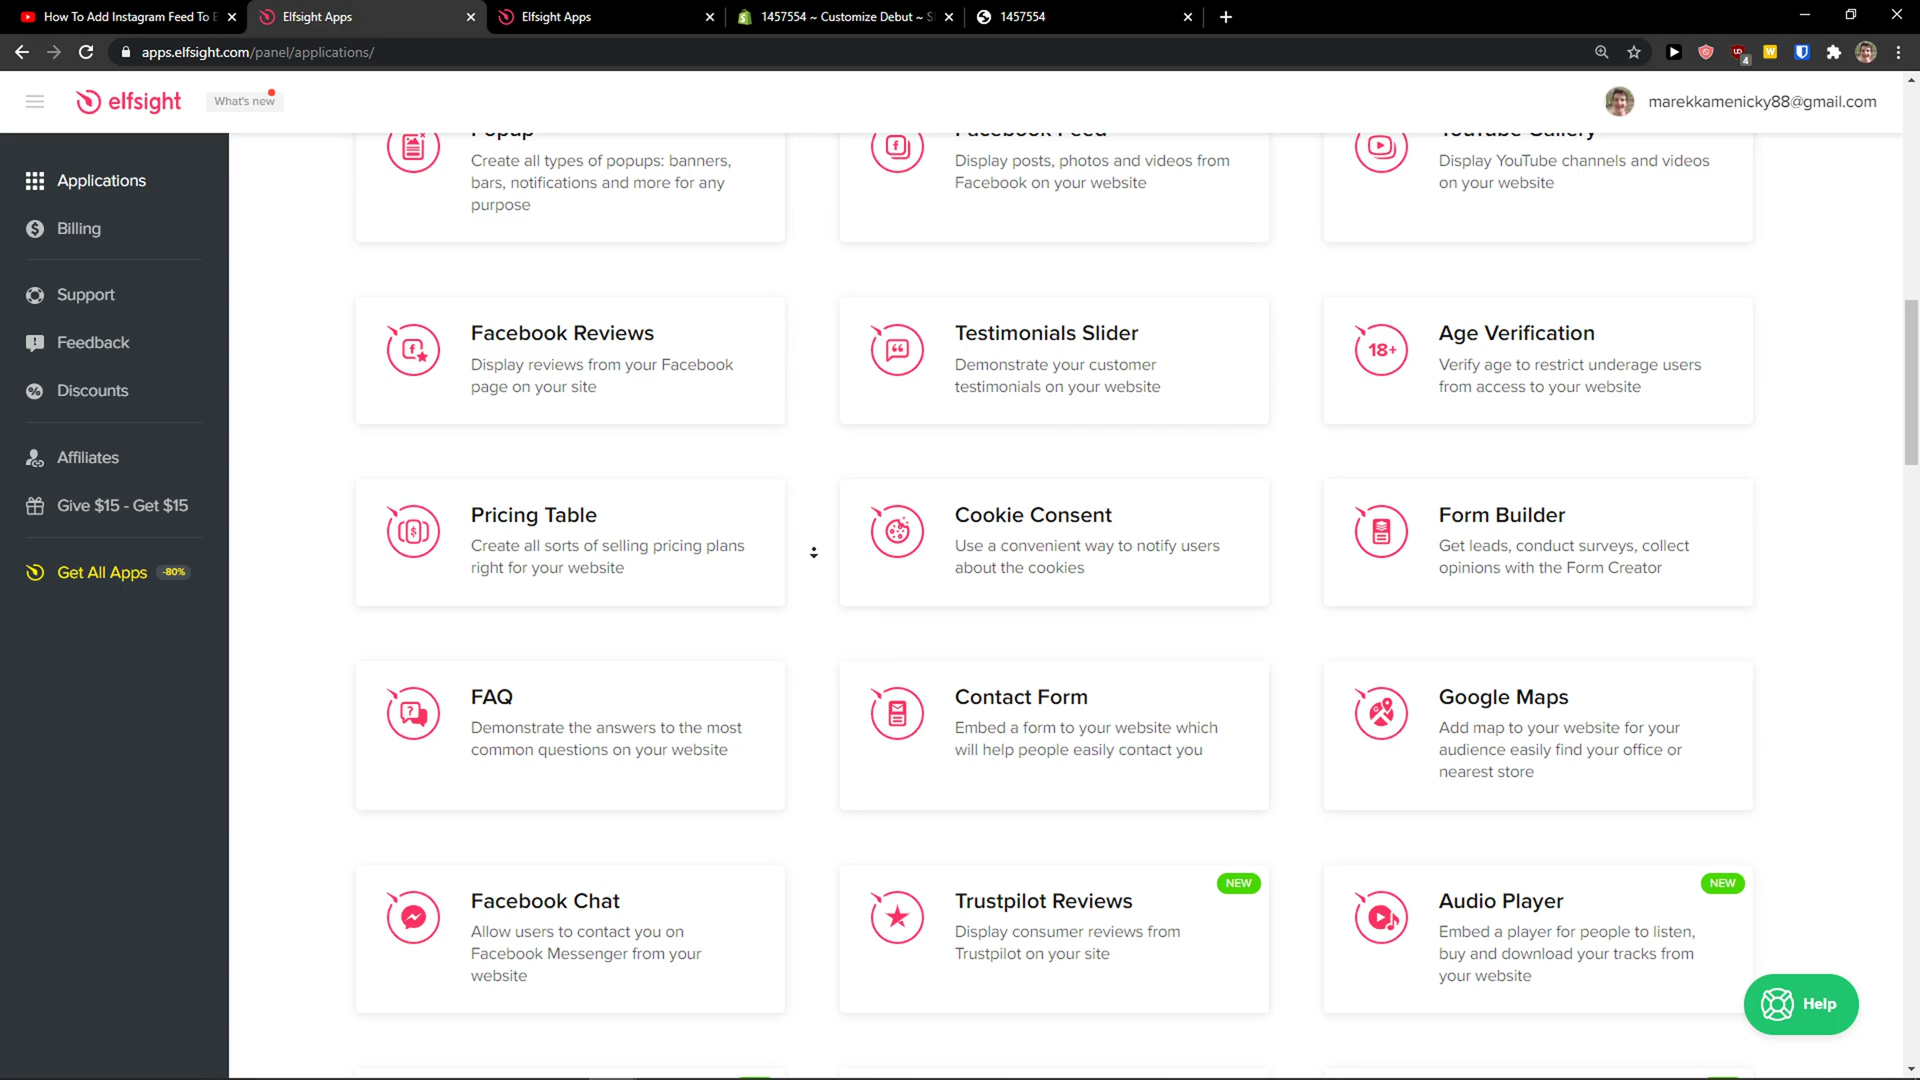 How To Add Instagram Feed To E
Elfsight Apps
Elfsight Apps
1457554 ~ Customize Debut ~ S
1457554
apps.elfsight.com/panel/applications/
4
elfsight
What's new
marekkamenicky88@gmail.com
Applications
Billing
Support
Feedback
Discounts
Affiliates
Give $15 - Get $15
Get All Apps -80%
Popup
Create all types of popups: banners,
bars, notifications and more for any
purpose
Facebook Feed
Display posts, photos and videos from
Facebook on your website
YouTube Gallery
Display YouTube channels and videos
on your website
Facebook Reviews
Display reviews from your Facebook
page on your site
Testimonials Slider
Demonstrate your customer
testimonials on your website
18+
Age Verification
Verify age to restrict underage users
from access to your website
Pricing Table
Create all sorts of selling pricing plans
right for your website
Cookie Consent
Use a convenient way to notify users
about the cookies
Form Builder
Get leads, conduct surveys, collect
opinions with the Form Creator
FAQ
Demonstrate the answers to the most
common questions on your website
Contact Form
Embed a form to your website which
will help people easily contact you
Google Maps
Add map to your website for your
audience easily find your office or
nearest store
Facebook Chat
Allow users to contact you on
Facebook Messenger from your
website
NEW
Trustpilot Reviews
Display consumer reviews from
Trustpilot on your site
NEW
Audio Player
Embed a player for people to listen,
buy and download your tracks from
your website
Help